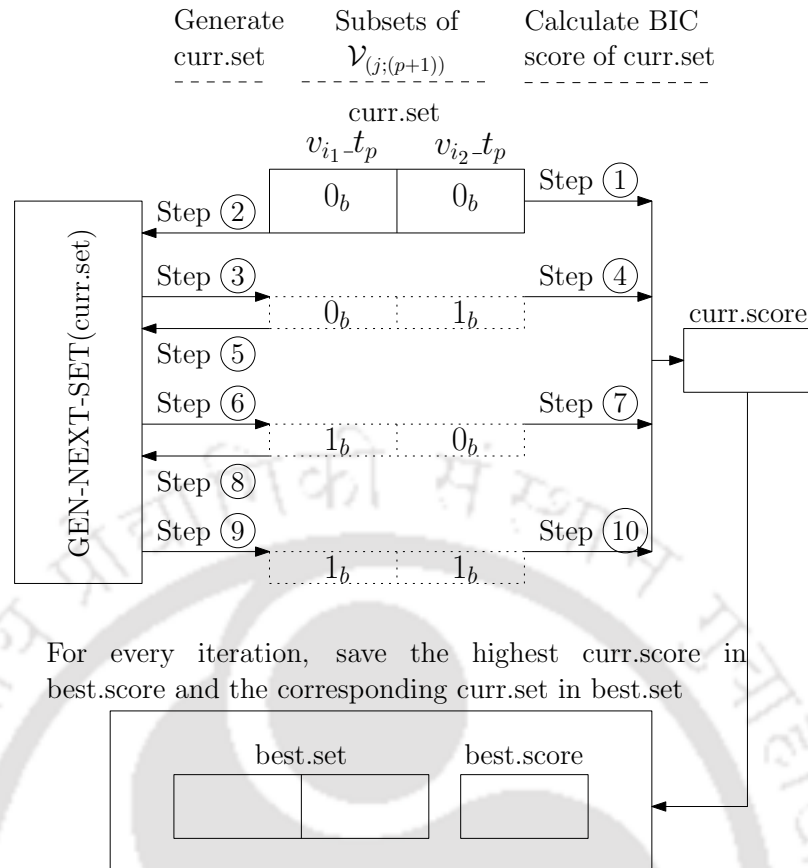 Generate Subsets of Calculate BIC
curr.set 𝒱₍ⱼ;₍ₚ₊₁₎₎ score of curr.set
curr.set
v_{i_1}_t_p v_{i_2}_t_p
0_b 0_b Step ①
Step ②
Step ③ Step ④
0_b 1_b
curr.score
Step ⑤
Step ⑥ Step ⑦
1_b 0_b
Step ⑧
Step ⑨ Step ⑩
1_b 1_b
GEN-NEXT-SET(curr.set)
For every iteration, save the highest curr.score in
best.score and the corresponding curr.set in best.set
best.set best.score